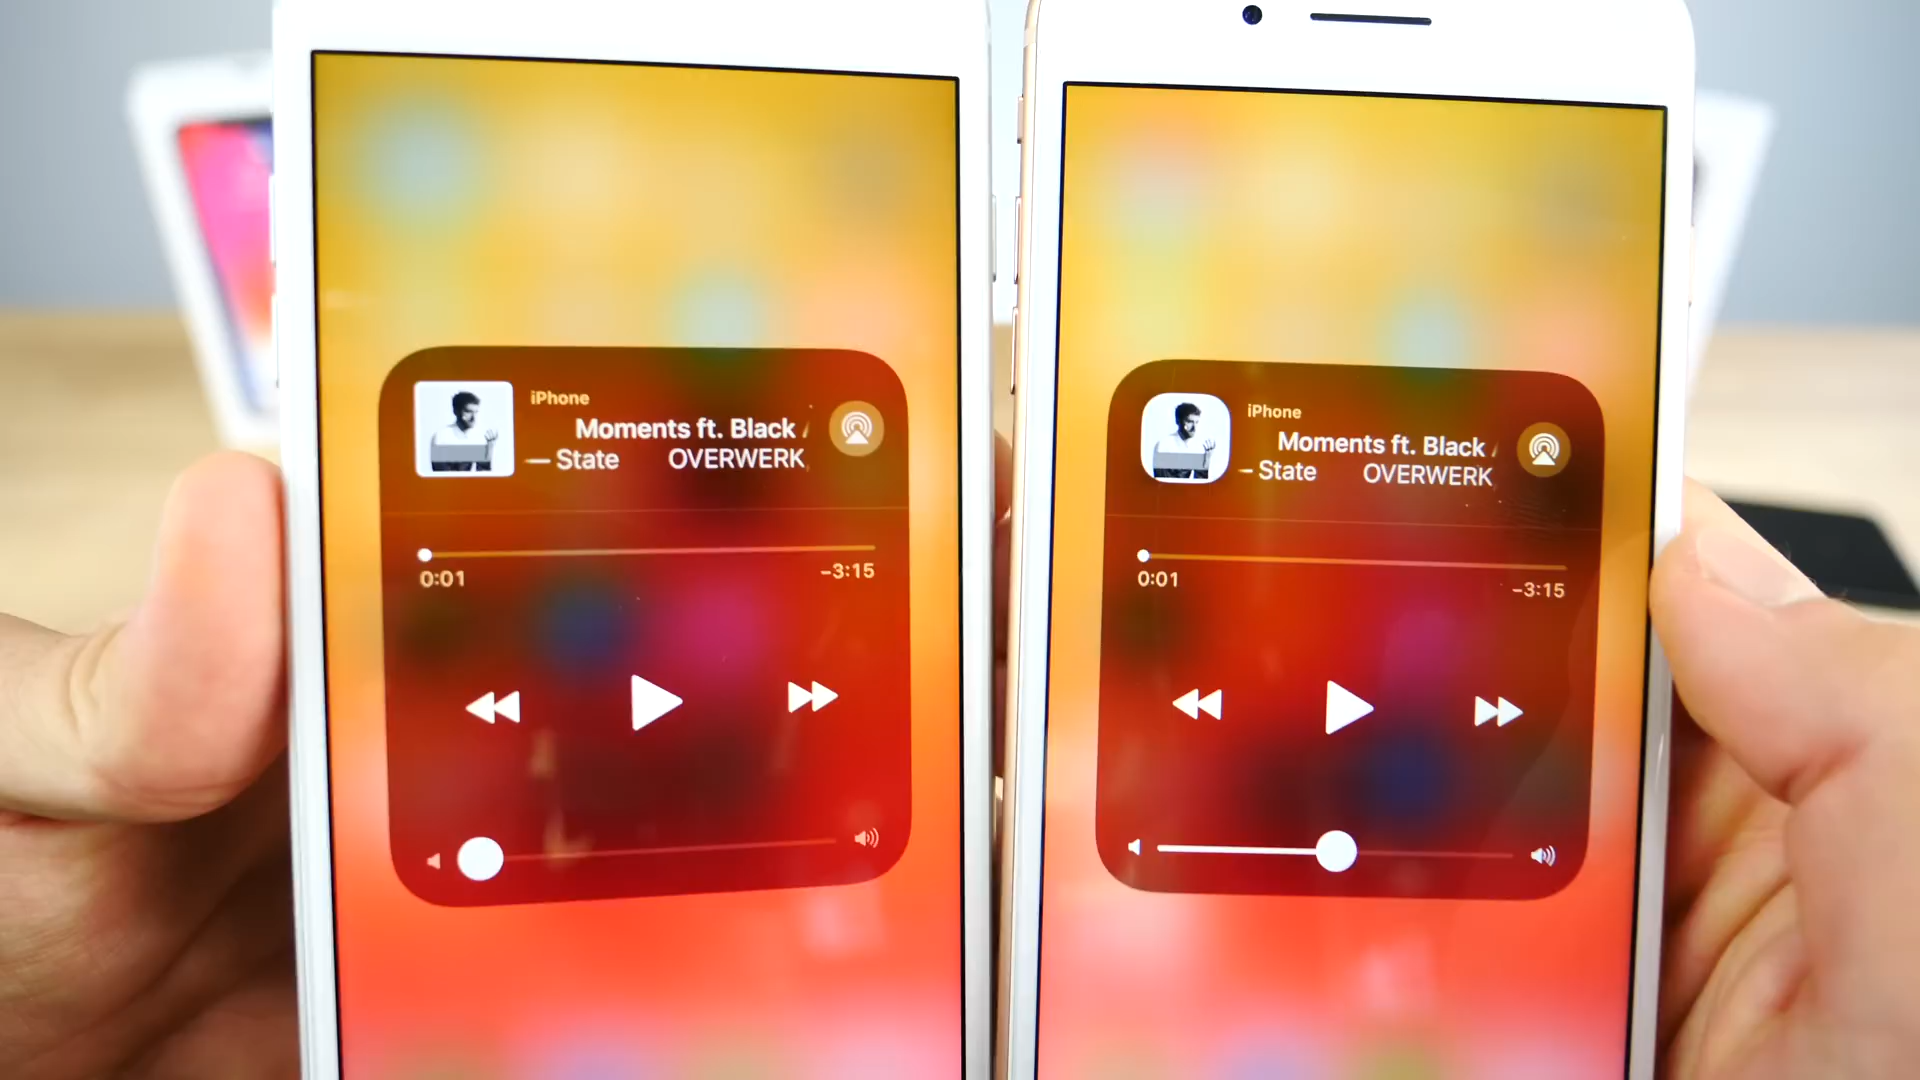 iPhone
Moments ft. Black
— State OVERWERK
0:01
-3:15
iPhone
Moments ft. Black
– State OVERWERK
0:01
-3:15